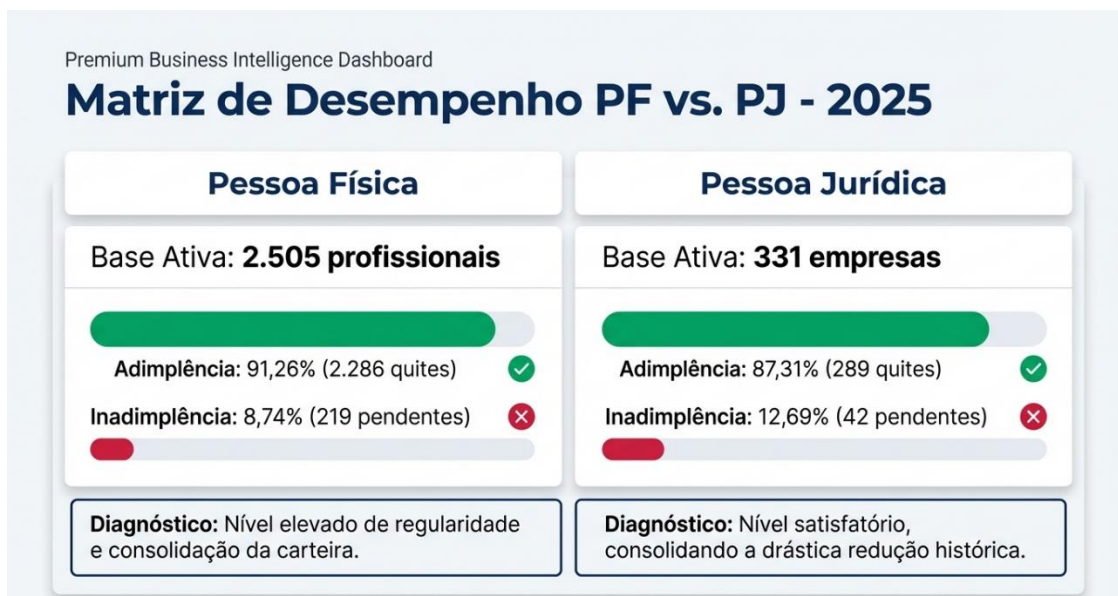 Premium Business Intelligence Dashboard
Matriz de Desempenho PF vs. PJ - 2025
Pessoa Física
Base Ativa: 2.505 profissionais
Adimplência: 91,26% (2.286 quites)
Inadimplência: 8,74% (219 pendentes)
Diagnóstico: Nível elevado de regularidade
e consolidação da carteira.
Pessoa Jurídica
Base Ativa: 331 empresas
Adimplência: 87,31% (289 quites)
Inadimplência: 12,69% (42 pendentes)
Diagnóstico: Nível satisfatório,
consolidando a drástica redução histórica.